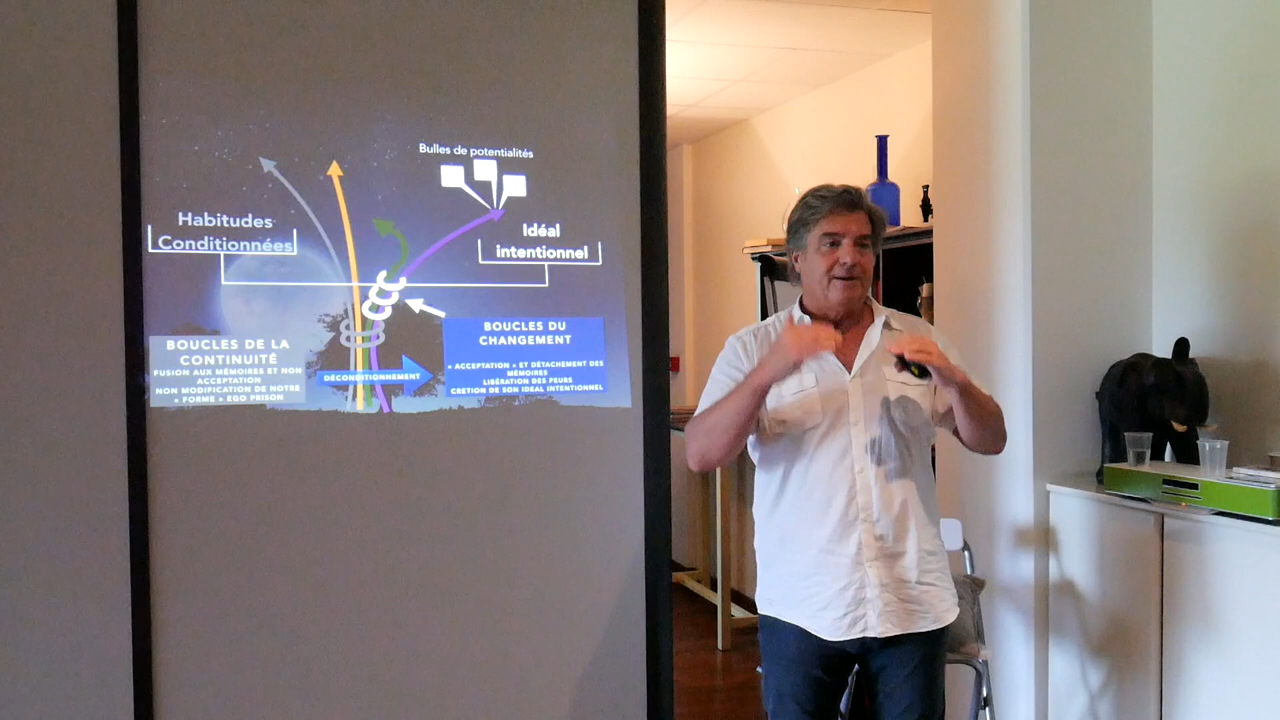 Bulles de potentialités
Habitudes
Conditionnées
Idéal
intentionnel
BOUCLES DE LA
CONTINUITÉ
FUSION AUX MÉMOIRES ET NON
ACCEPTATION
NON MODIFICATION DE NOTRE
« FORME » EGO PRISON
DÉCONDITIONNEMENT
BOUCLES DU
CHANGEMENT
« ACCEPTATION » ET DÉTACHEMENT DES
MÉMOIRES
LIBÉRATION DES PEURS
CRETION DE SON IDEAL INTENTIONNEL